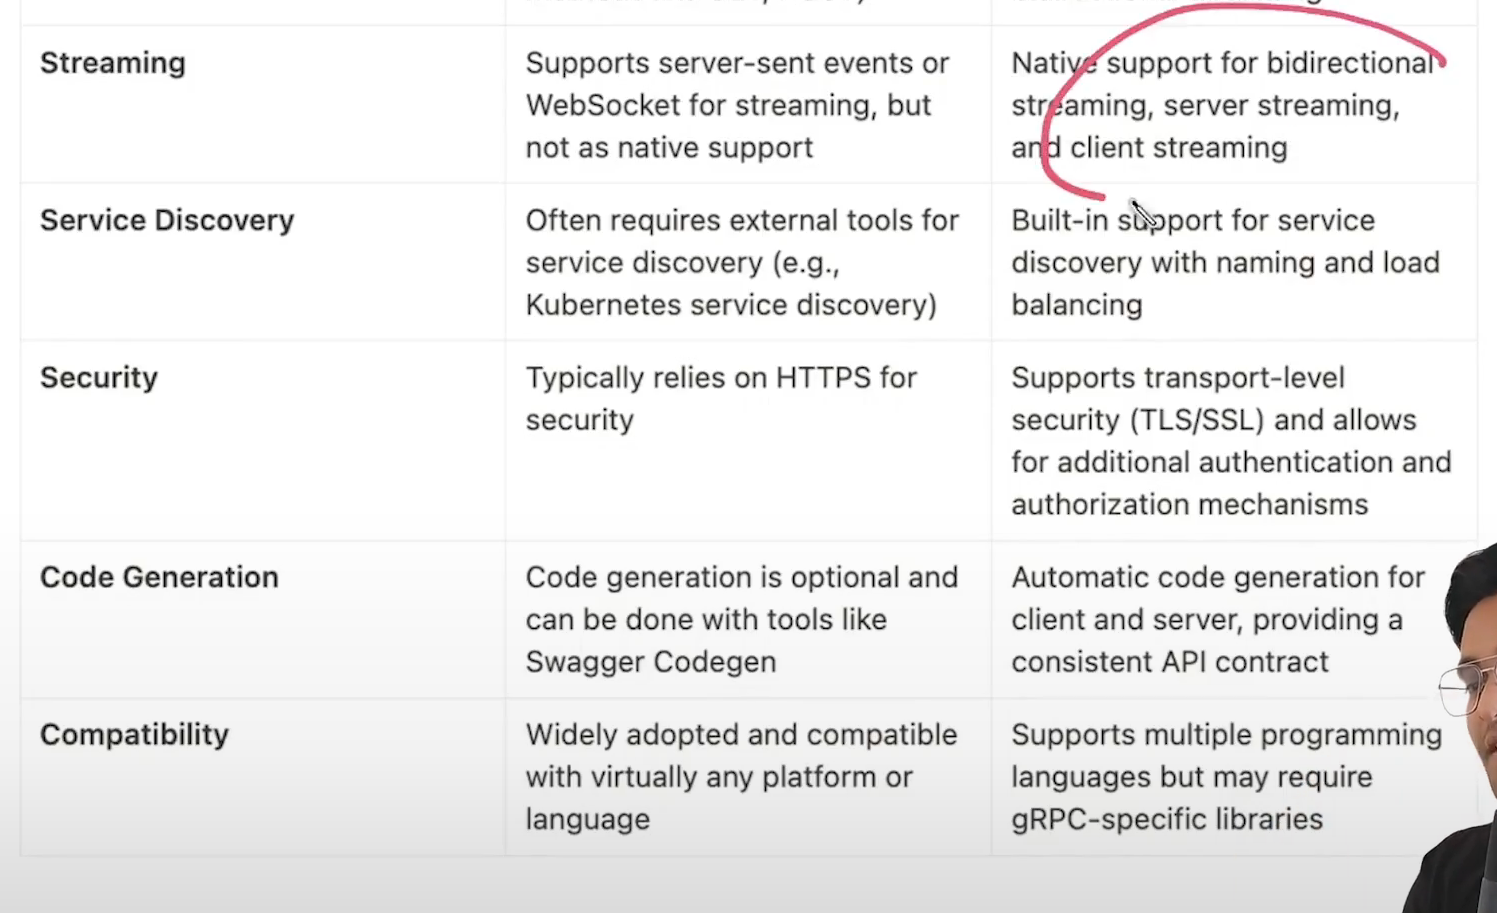 Streaming
Supports server-sent events or
WebSocket for streaming, but
not as native support
Native support for bidirectional
streaming, server streaming,
and client streaming
Service Discovery
Often requires external tools for
service discovery (e.g.,
Kubernetes service discovery)
Built-in support for service
discovery with naming and load
balancing
Security
Typically relies on HTTPS for
security
Supports transport-level
security (TLS/SSL) and allows
for additional authentication and
authorization mechanisms
Code Generation
Code generation is optional and
can be done with tools like
Swagger Codegen
Automatic code generation for
client and server, providing a
consistent API contract
Compatibility
Widely adopted and compatible
with virtually any platform or
language
Supports multiple programming
languages but may require
gRPC-specific libraries